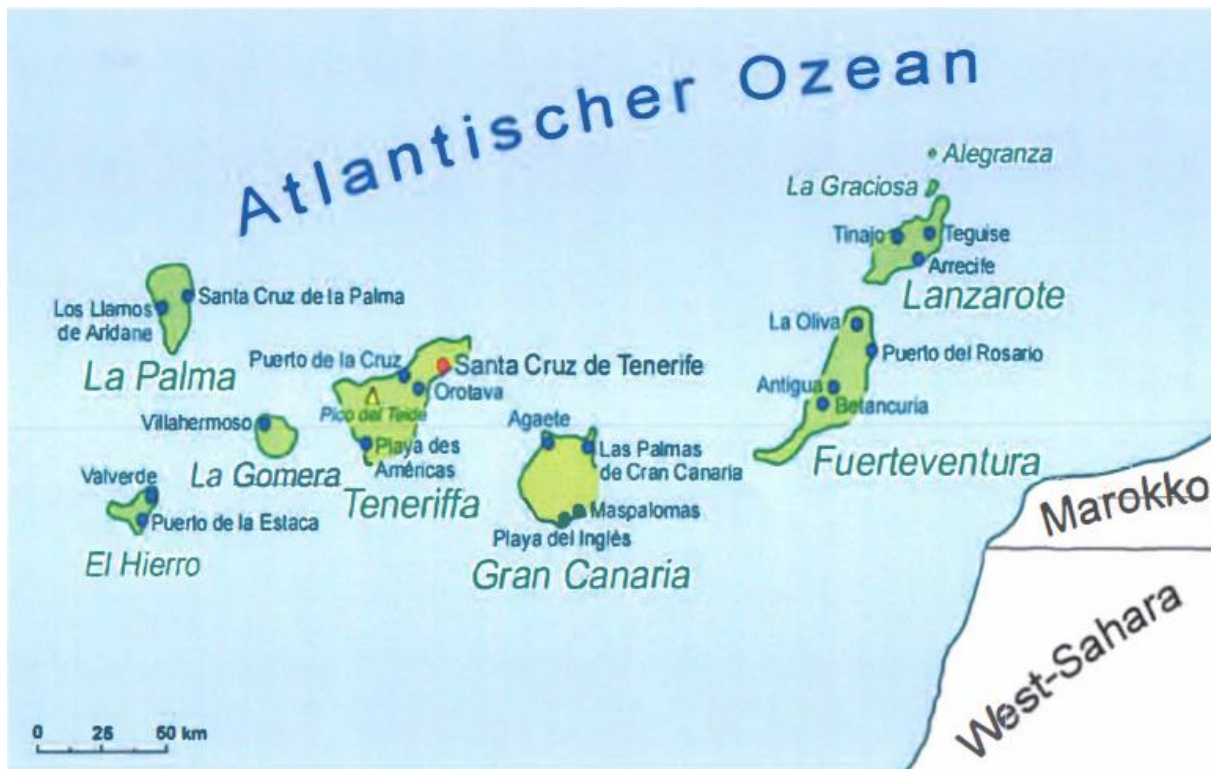 Atlantischer Ozean
Alegranza
La Graciosa
Tinajo
Teguise
Arrecife
Lanzarote
Los Llamos
de Aridane
Santa Cruz de la Palma
La Palma
La Oliva
Puerto del Rosario
Antigua
Betancuria
Fuerteventura
Puerto de la Cruz
Santa Cruz de Tenerife
Orotava
Pico del Teide
Playa des
Américas
Teneriffa
Villahermoso
La Gomera
Agaete
Las Palmas
de Cran Canaria
Maspalomas
Playa del Inglès
Gran Canaria
Valverde
Puerto de la Estaca
El Hierro
Marokko
West-Sahara
0 25 50 km